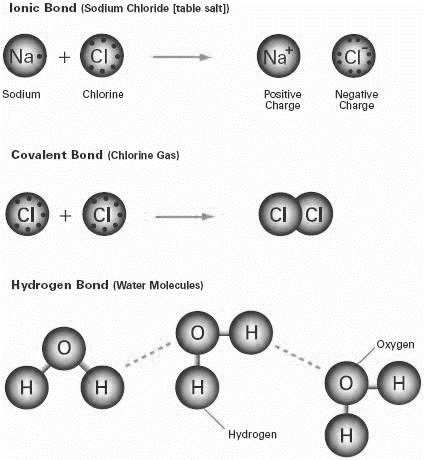 Ionic Bond (Sodium Chloride [table salt])
Na + Cl Na+ Cl-
Sodium Chlorine Positive Charge Negative Charge
Covalent Bond (Chlorine Gas)
Cl + Cl Cl Cl
Hydrogen Bond (Water Molecules)
O H H
O H H
Hydrogen
Oxygen
O H H